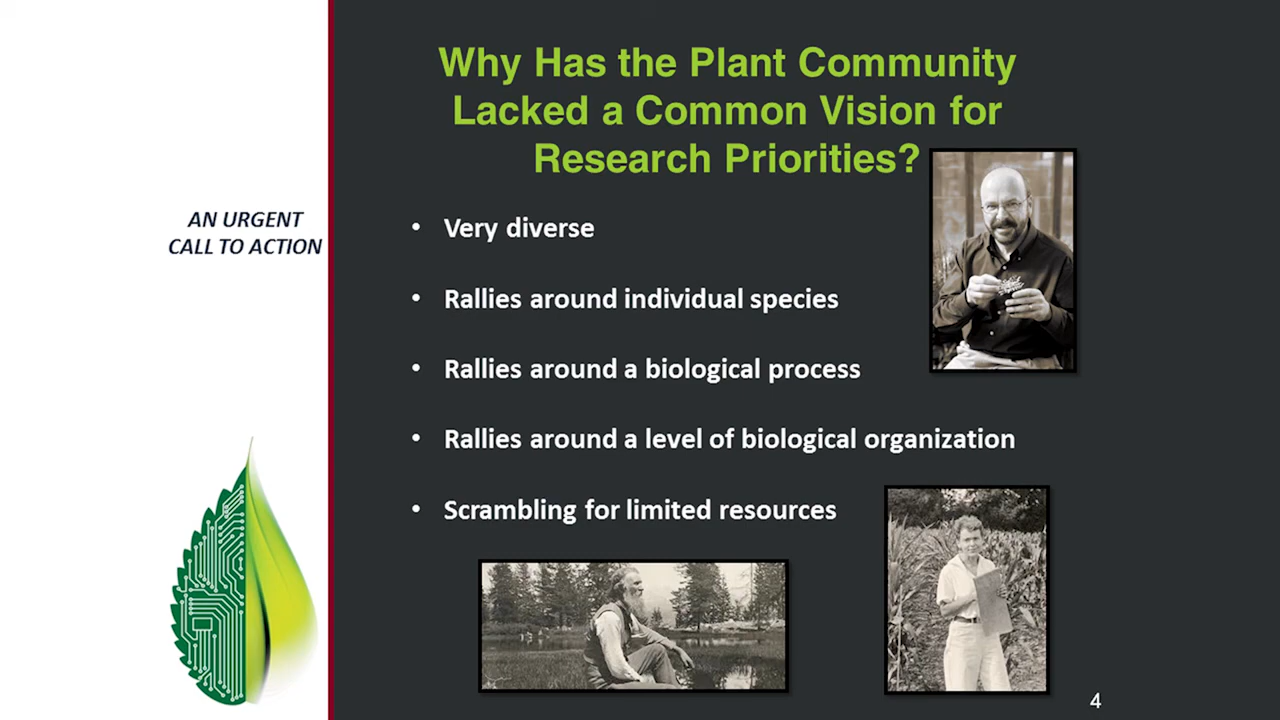 Why Has the Plant Community
Lacked a Common Vision for
Research Priorities?
AN URGENT
CALL TO ACTION
• Very diverse
• Rallies around individual species
• Rallies around a biological process
• Rallies around a level of biological organization
• Scrambling for limited resources
4